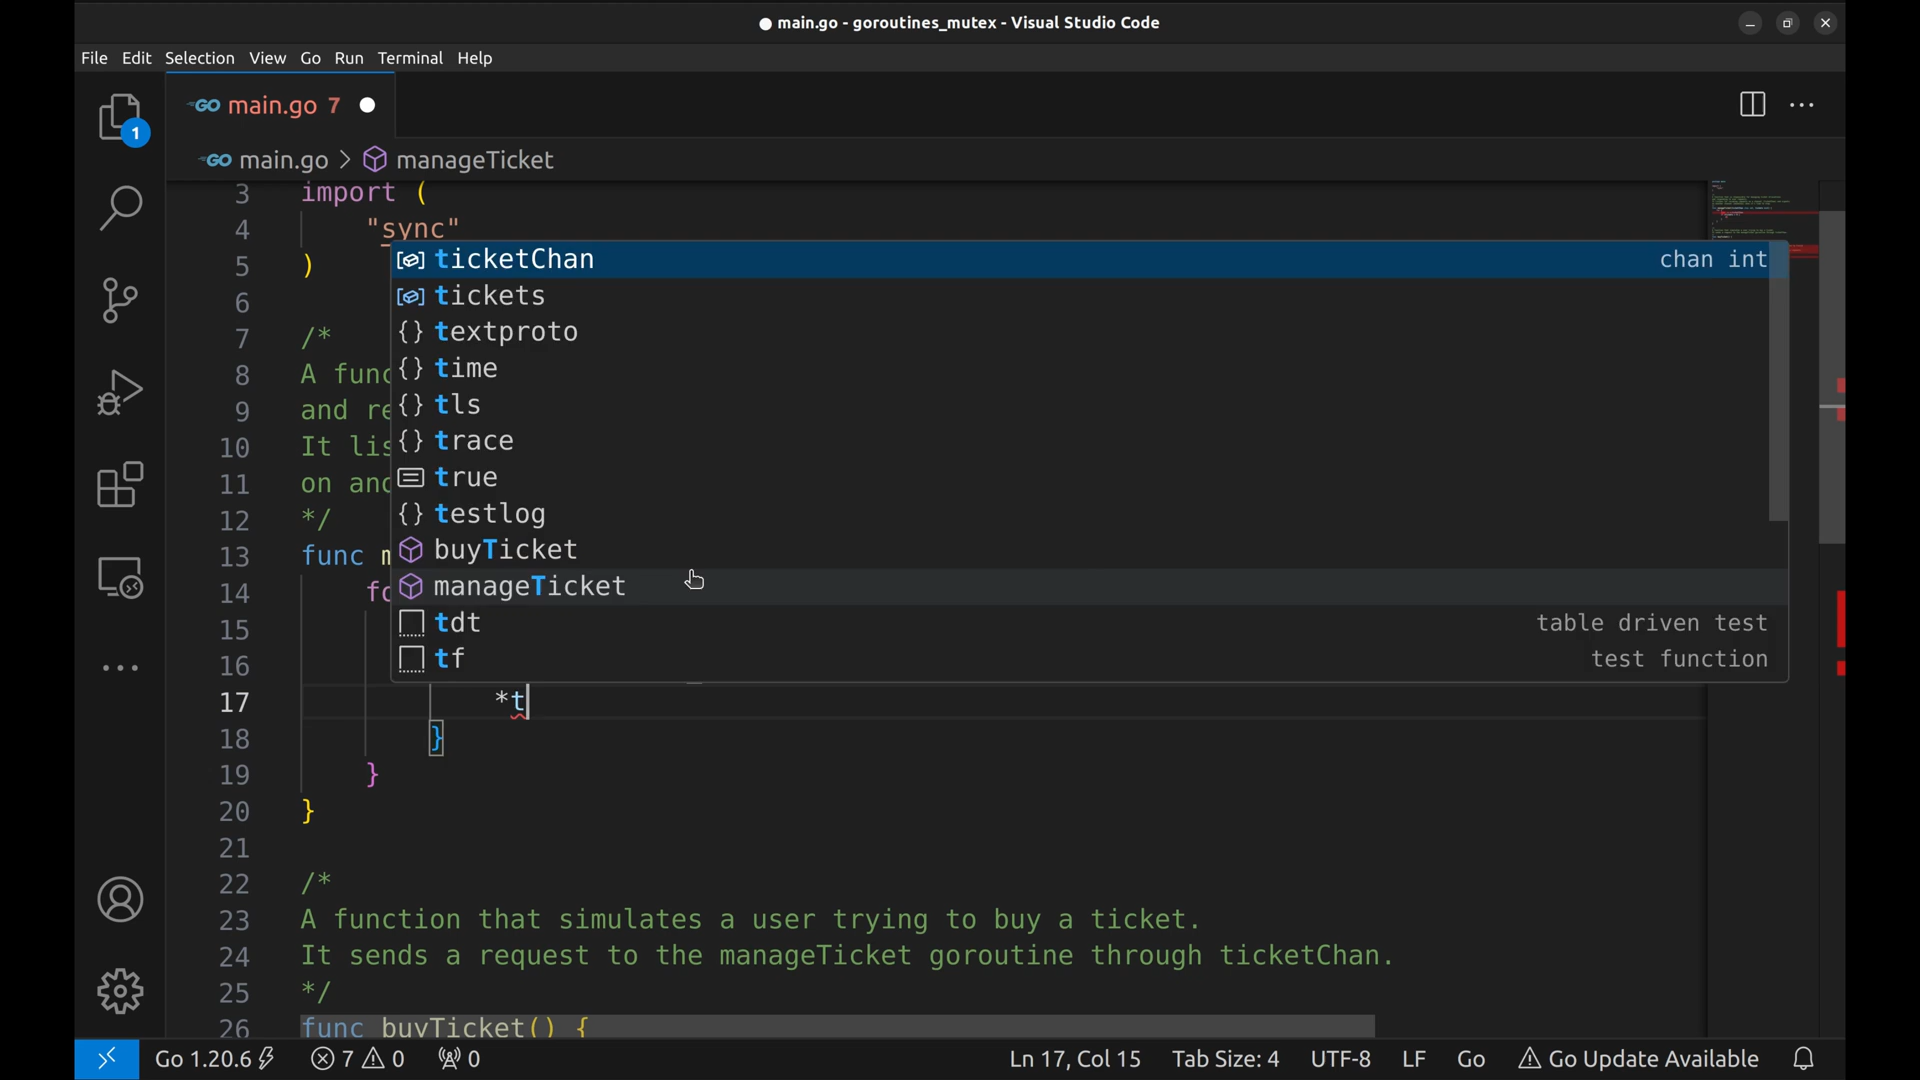 main.go - goroutines_mutex - Visual Studio Code
File Edit Selection View Go Run Terminal Help
GO main.go 7
1
GO main.go > manageTicket
3 import (
4 "sync"
5 )
6
7 /*
8 A func
9 and re
10 It lis
11 on and
12 */
13 func m
14 fo
15
16
17 *t
18 }
19 }
20 }
21
22 /*
23 A function that simulates a user trying to buy a ticket.
24 It sends a request to the manageTicket goroutine through ticketChan.
25 */
26 func buyTicket() {
ticketChan chan int
tickets
{} textproto
{} time
{} tls
{} trace
true
{} testlog
buyTicket
manageTicket
tdt table driven test
tf test function
Go 1.20.6 7 0 0 Ln 17, Col 15 Tab Size: 4 UTF-8 LF Go Go Update Available